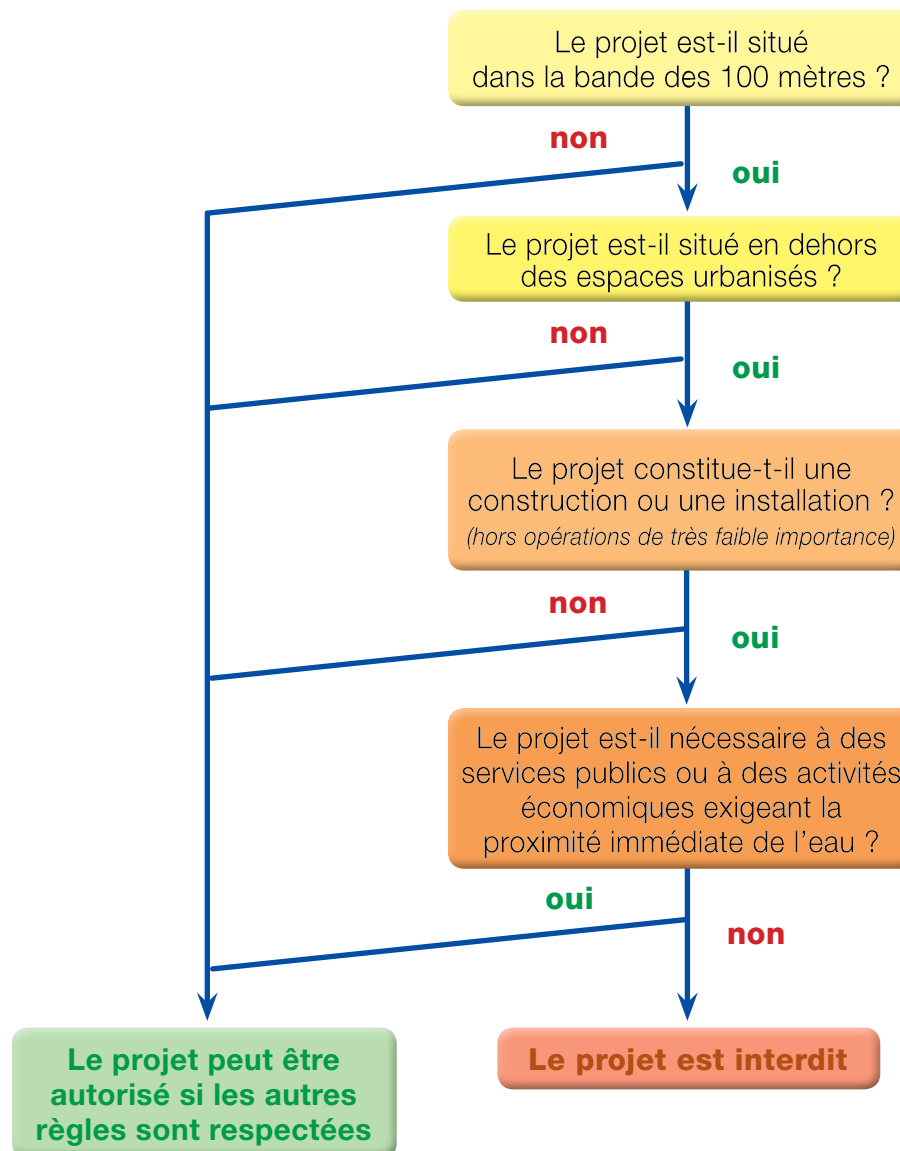 Le projet est-il situé
dans la bande des 100 mètres ?
non
oui
Le projet est-il situé en dehors
des espaces urbanisés ?
non
oui
Le projet constitue-t-il une
construction ou une installation ?
(hors opérations de très faible importance)
non
oui
Le projet est-il nécessaire à des
services publics ou à des activités
économiques exigeant la
proximité immédiate de l'eau ?
oui
non
Le projet peut être
autorisé si les autres
règles sont respectées
Le projet est interdit